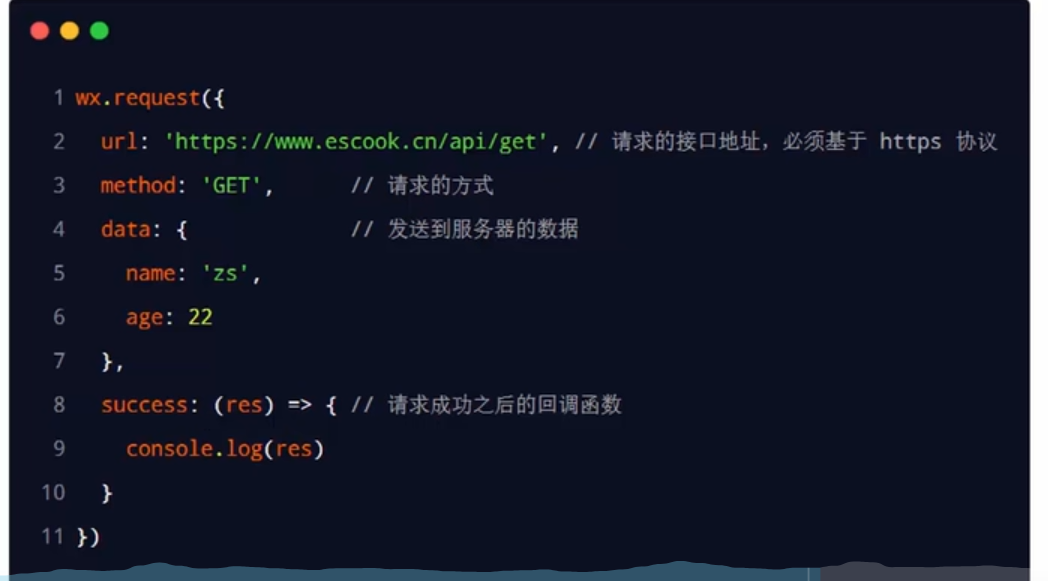 1 wx.request({
2   url: 'https://www.escook.cn/api/get', // 请求的接口地址，必须基于 https 协议
3   method: 'GET',      // 请求的方式
4   data: {             // 发送到服务器的数据
5     name: 'zs',
6     age: 22
7   },
8   success: (res) => { // 请求成功之后的回调函数
9     console.log(res)
10   }
11 })